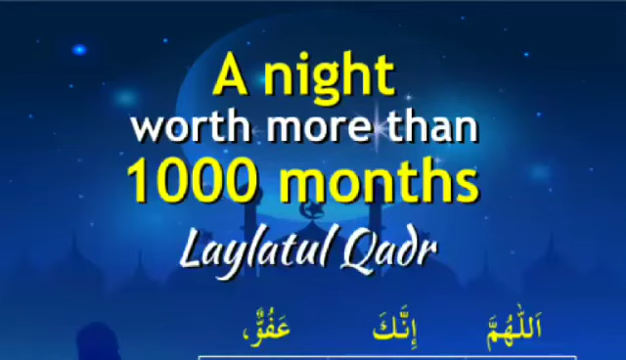 A night
worth more than
1000 months
Laylatul Qadr
اَللّٰهُمَّ إِنَّكَ عَفُوٌّ،